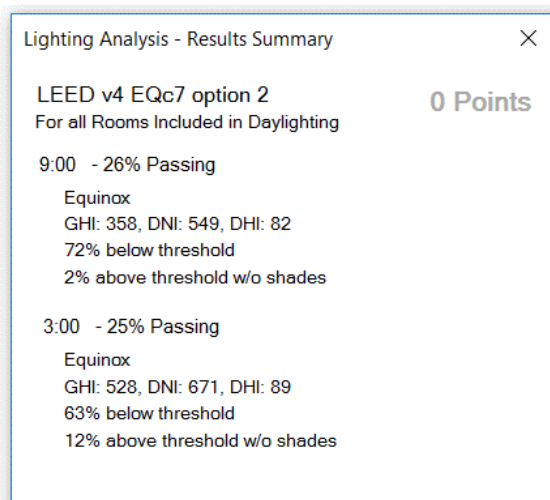 Lighting Analysis - Results Summary
LEED v4 EQc7 option 2
0 Points
For all Rooms Included in Daylighting
9:00 - 26% Passing
Equinox
GHI: 358, DNI: 549, DHI: 82
72% below threshold
2% above threshold w/o shades
3:00 - 25% Passing
Equinox
GHI: 528, DNI: 671, DHI: 89
63% below threshold
12% above threshold w/o shades